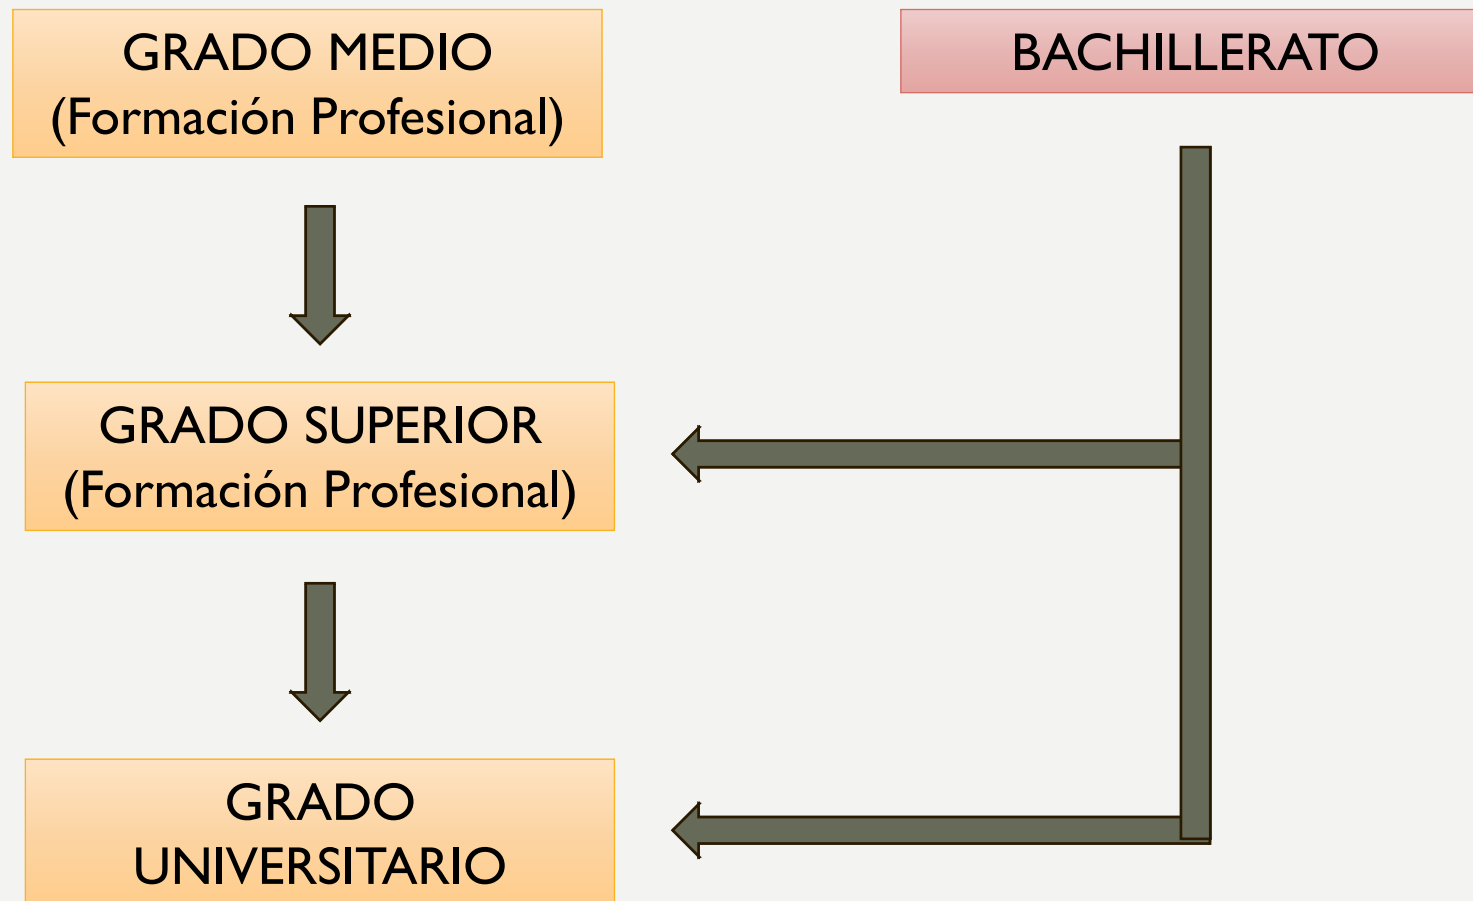 GRADO MEDIO
(Formación Profesional)
BACHILLERATO
GRADO SUPERIOR
(Formación Profesional)
GRADO
UNIVERSITARIO